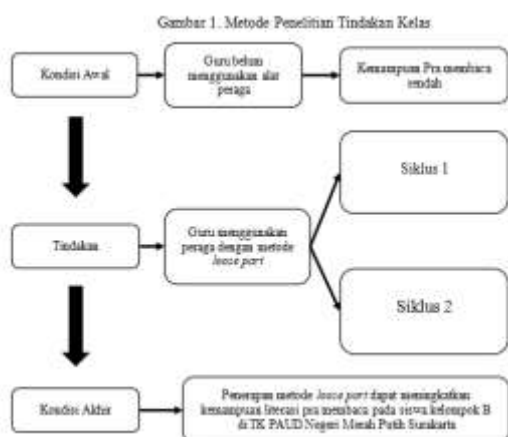 Gambar 1. Metode Penelitian Tindakan Kelas
Kondisi Awal
Guru belum
menggunakan alat
peraga
Kemampuan Pra membaca
rendah
Tindakan
Guru menggunakan
peraga dengan metode
loose part
Siklus 1
Siklus 2
Kondisi Akhir
Penerapan metode loose part dapat meningkatkan
kemampuan literasi pra membaca pada siswa kelompok B
di TK PAUD Negeri Merah Putih Surakarta